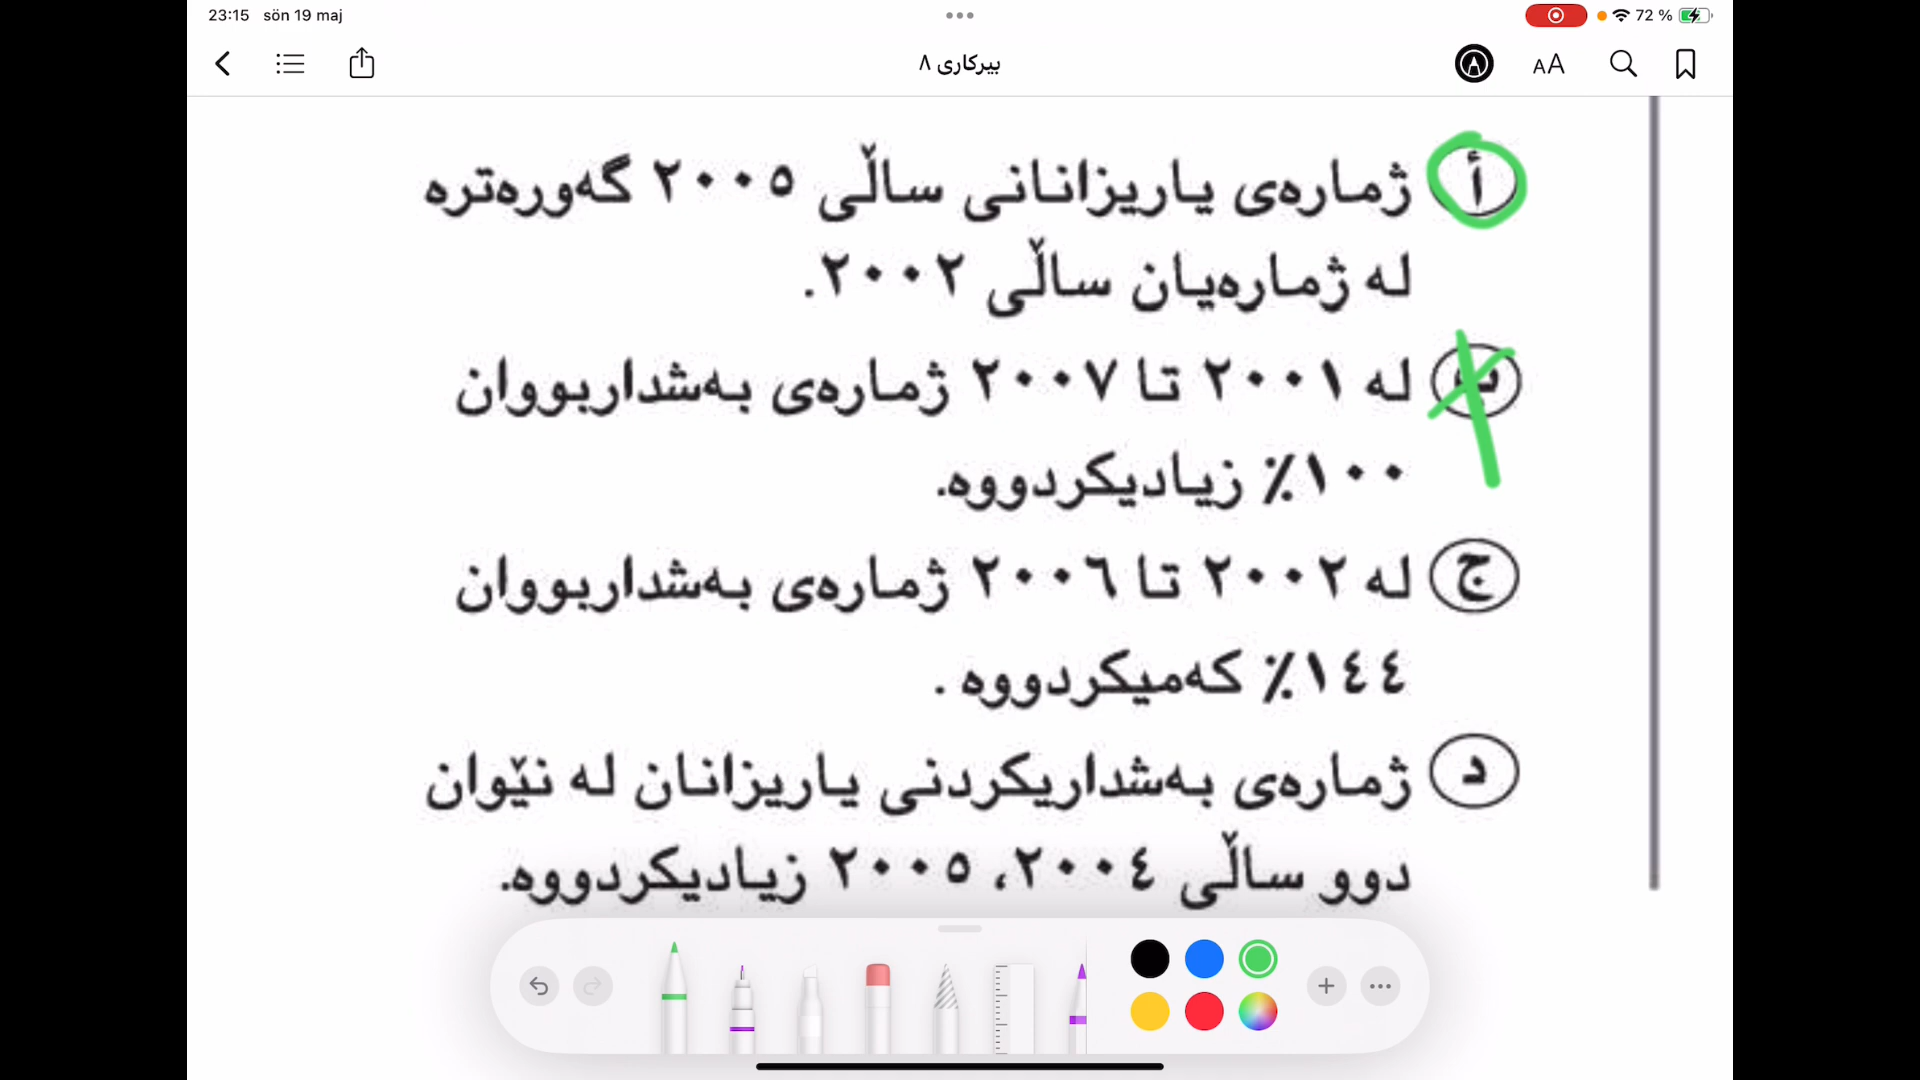 23:15 sön 19 maj
72 %
بیرکاری ٨
AA
أ ژمارەی یاریزانانی ساڵی ٢٠٠٥ گەورەترە
لە ژمارەیان ساڵی ٢٠٠٢.
ب لە ٢٠٠١ تا ٢٠٠٧ ژمارەی بەشداربووان
١٠٠٪ زیادیکردووە.
ج لە ٢٠٠٢ تا ٢٠٠٦ ژمارەی بەشداربووان
١٤٤٪ کەمیکردووە .
د ژمارەی بەشداریکردنی یاریزانان لە نێوان
دوو ساڵی ٢٠٠٤، ٢٠٠٥ زیادیکردووە.